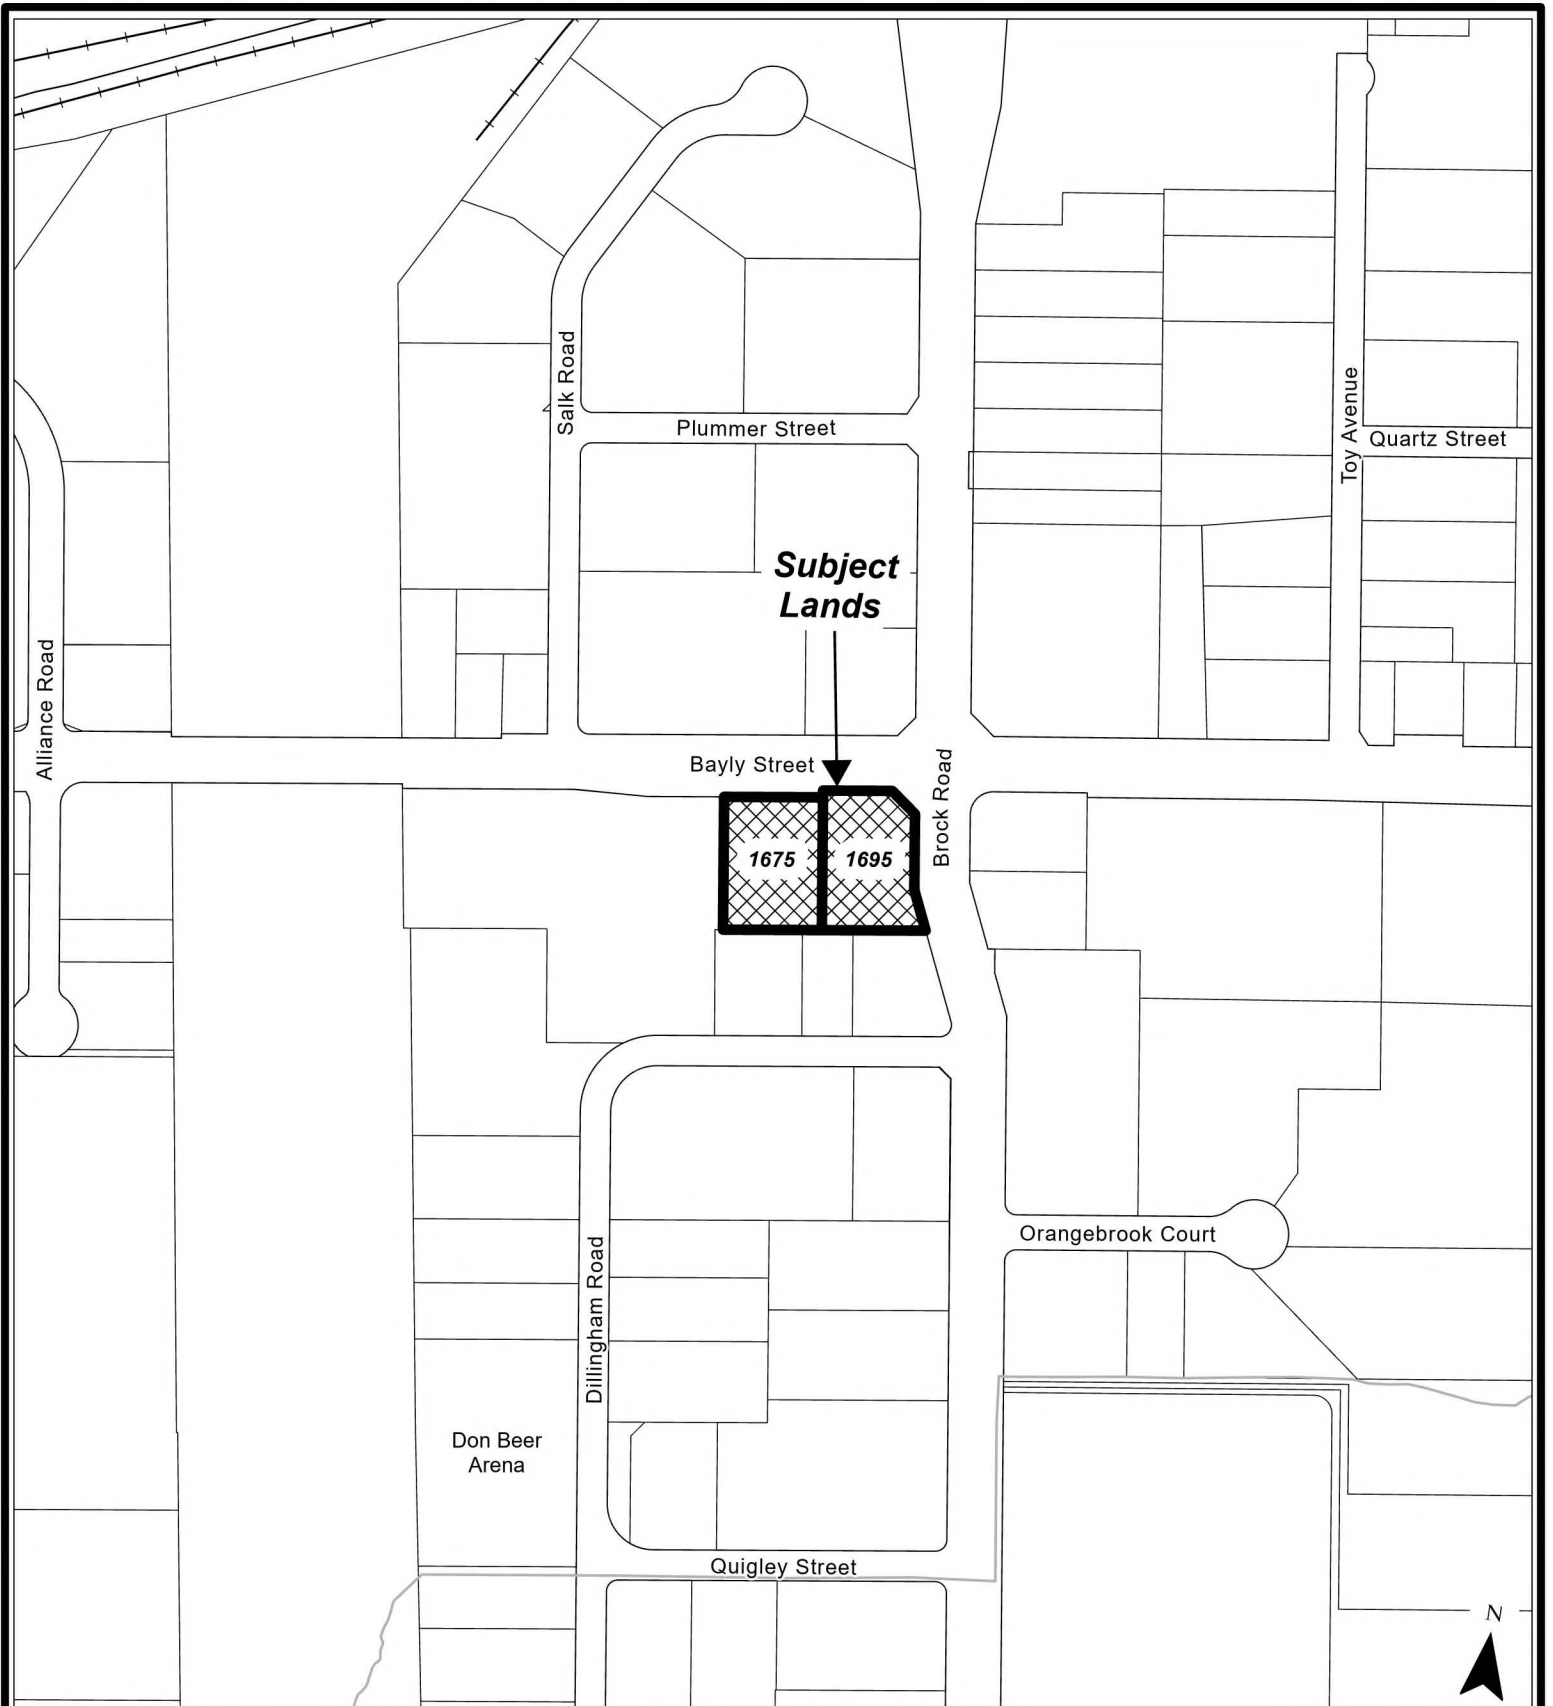 Salk Road
Plummer Street
Toy Avenue
Quartz Street
Subject
Lands
Alliance Road
Bayly Street
Brock Road
1675
1695
Orangebrook Court
Dillingham Road
Don Beer
Arena
Quigley Street
N